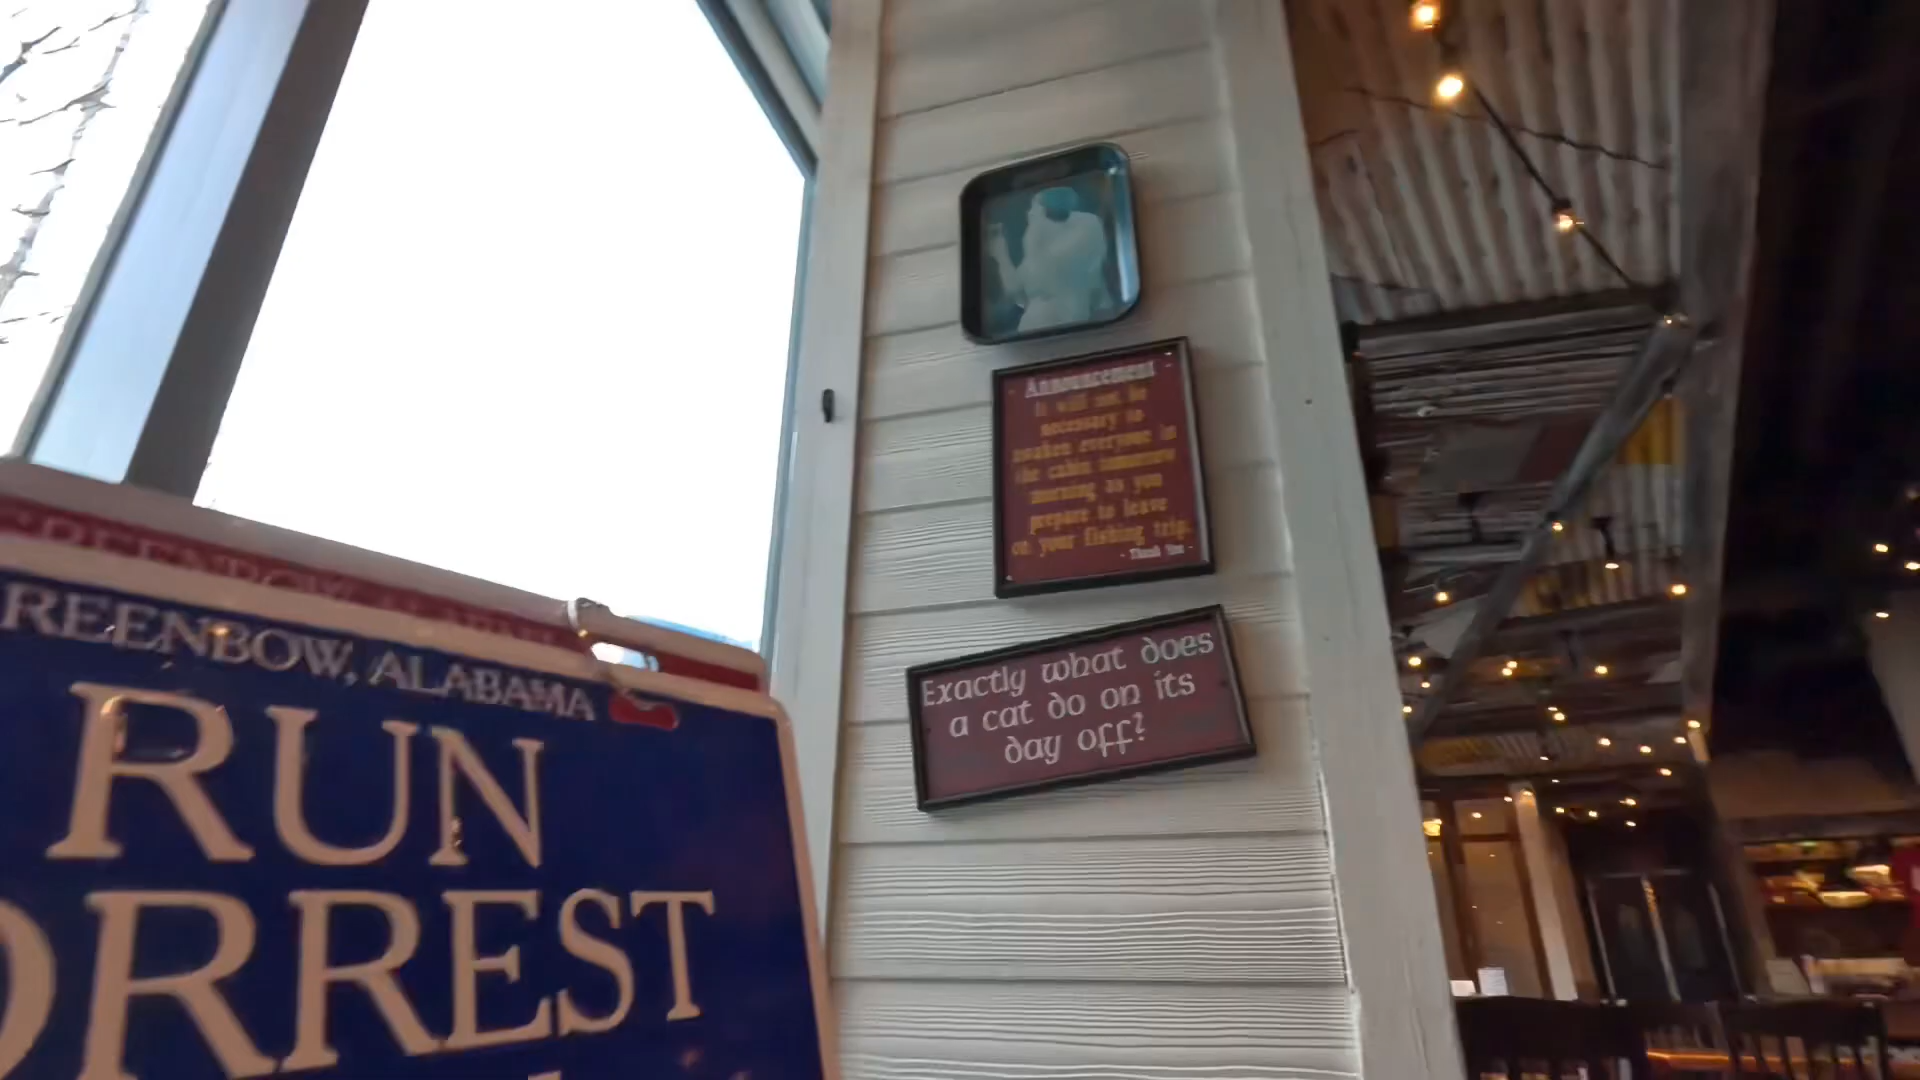 REENBOW, ALABAMA
RUN
ORREST
Announcement
It will not be
necessary to
awaken everyone in
the cabin tomorrow
morning as you
prepare to leave
on your fishing trip.
- Thank You -
Exactly what does
a cat do on its
day off?